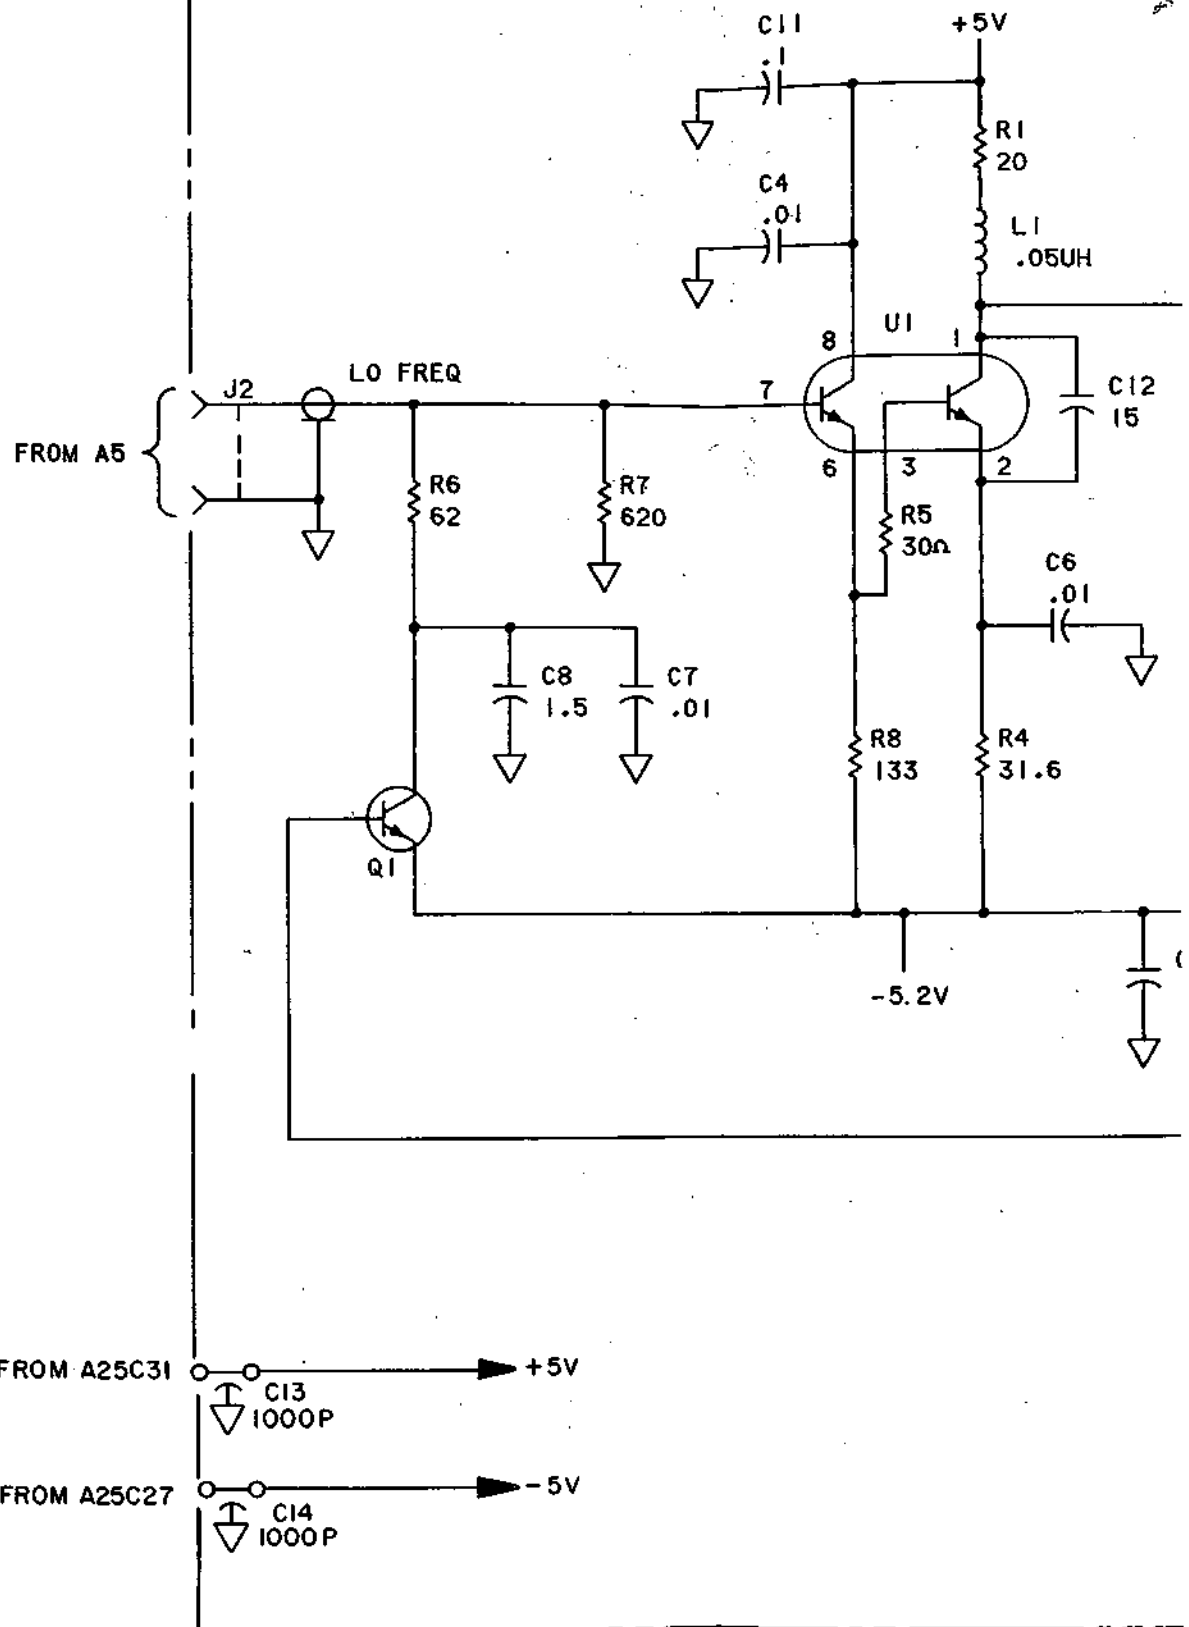 C11
.1
+5V
R1
20
C4
.01
L1
.05UH
U1
8
1
LO FREQ
J2
7
C12
15
FROM A5
6
3
2
R6
62
R7
620
R5
30Ω
C6
.01
C8
1.5
C7
.01
R8
133
R4
31.6
Q1
-5.2V
FROM A25C31
+5V
C13
1000P
FROM A25C27
-5V
C14
1000P